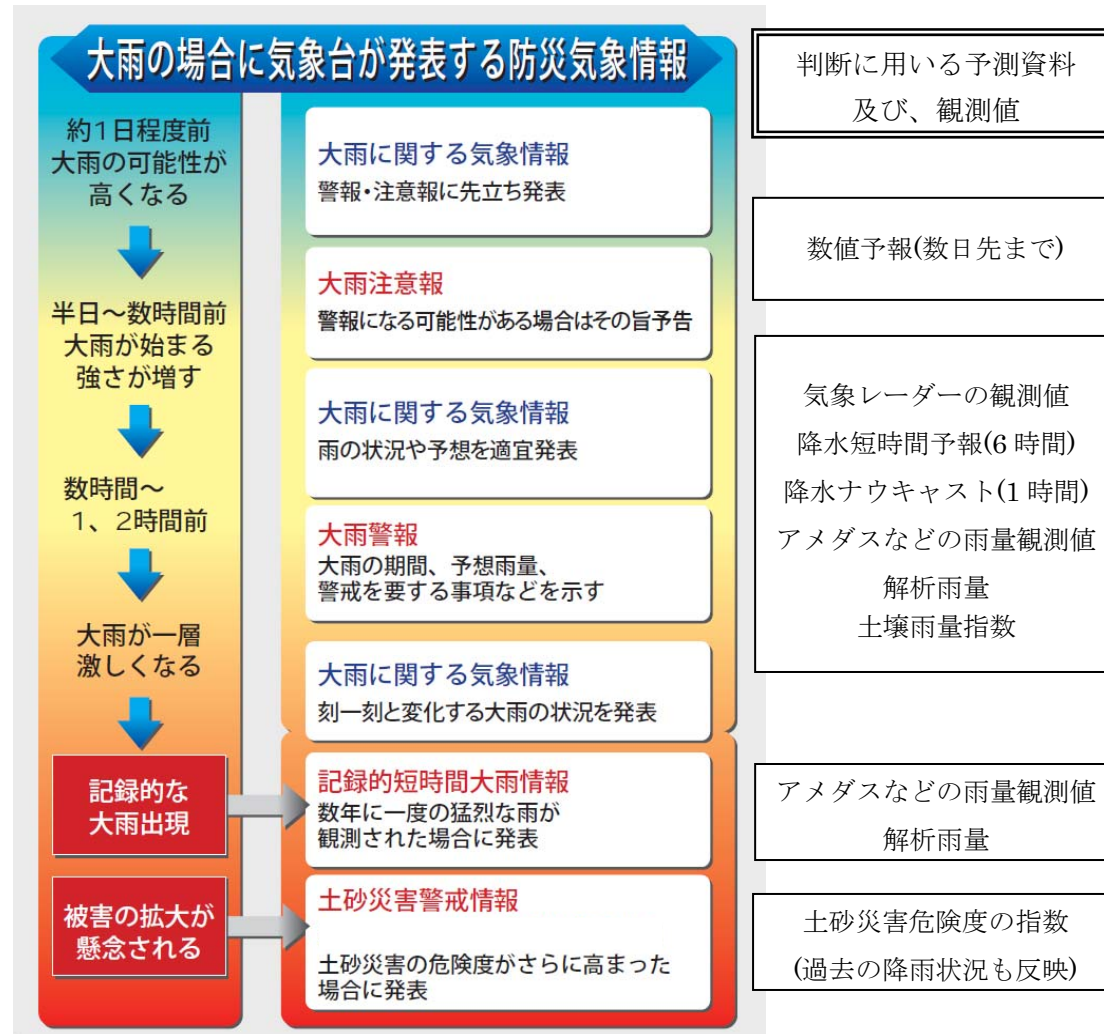 大雨の場合に気象台が発表する防災気象情報
約1日程度前
大雨の可能性が
高くなる
半日～数時間前
大雨が始まる
強さが増す
数時間～
1、2時間前
大雨が一層
激しくなる
記録的な
大雨出現
被害の拡大が
懸念される
大雨に関する気象情報
警報・注意報に先立ち発表
大雨注意報
警報になる可能性がある場合はその旨予告
大雨に関する気象情報
雨の状況や予想を適宜発表
大雨警報
大雨の期間、予想雨量、
警戒を要する事項などを示す
大雨に関する気象情報
刻一刻と変化する大雨の状況を発表
記録的短時間大雨情報
数年に一度の猛烈な雨が
観測された場合に発表
土砂災害警戒情報
土砂災害の危険度がさらに高まった
場合に発表
判断に用いる予測資料
及び、観測値
数値予報(数日先まで)
気象レーダーの観測値
降水短時間予報(6 時間)
降水ナウキャスト(1 時間)
アメダスなどの雨量観測値
解析雨量
土壌雨量指数
アメダスなどの雨量観測値
解析雨量
土砂災害危険度の指数
(過去の降雨状況も反映)